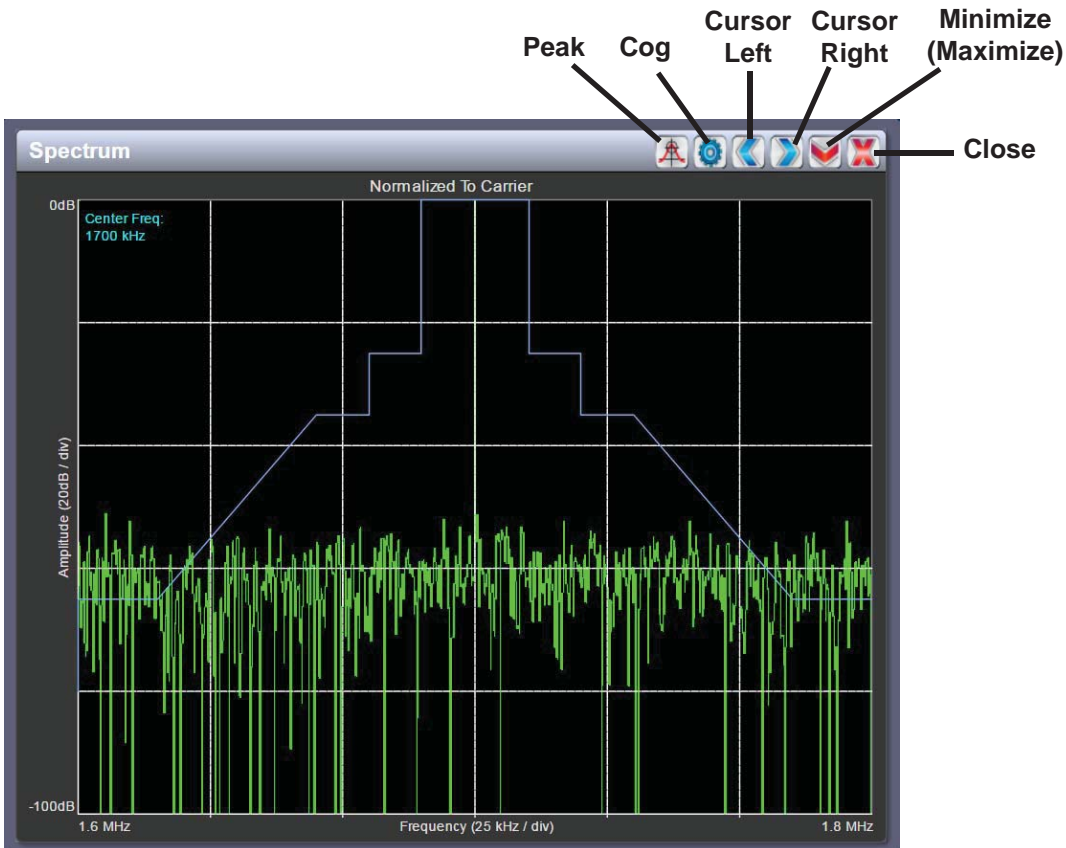 Peak
Cog
Cursor
Left
Cursor
Right
Minimize
(Maximize)
Close
Spectrum
Normalized To Carrier
0dB
Center Freq:
1700 kHz
Amplitude (20dB / div)
-100dB
1.6 MHz
Frequency (25 kHz / div)
1.8 MHz